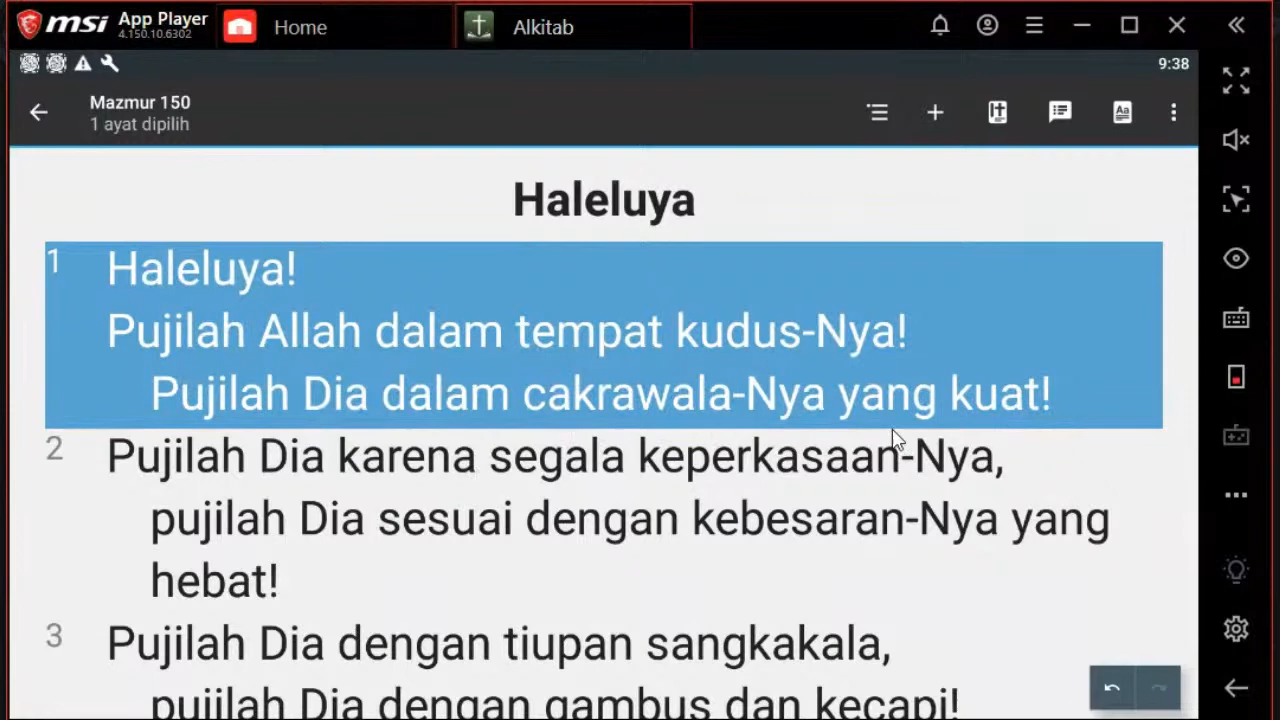 msi App Player
4.150.10.6302
Home
Alkitab
9:38
Mazmur 150
1 ayat dipilih
Aa
Haleluya
1 Haleluya!
Pujilah Allah dalam tempat kudus-Nya!
Pujilah Dia dalam cakrawala-Nya yang kuat!
2 Pujilah Dia karena segala keperkasaan-Nya,
pujilah Dia sesuai dengan kebesaran-Nya yang
hebat!
3 Pujilah Dia dengan tiupan sangkakala,
pujilah Dia dengan gambus dan kecapi!